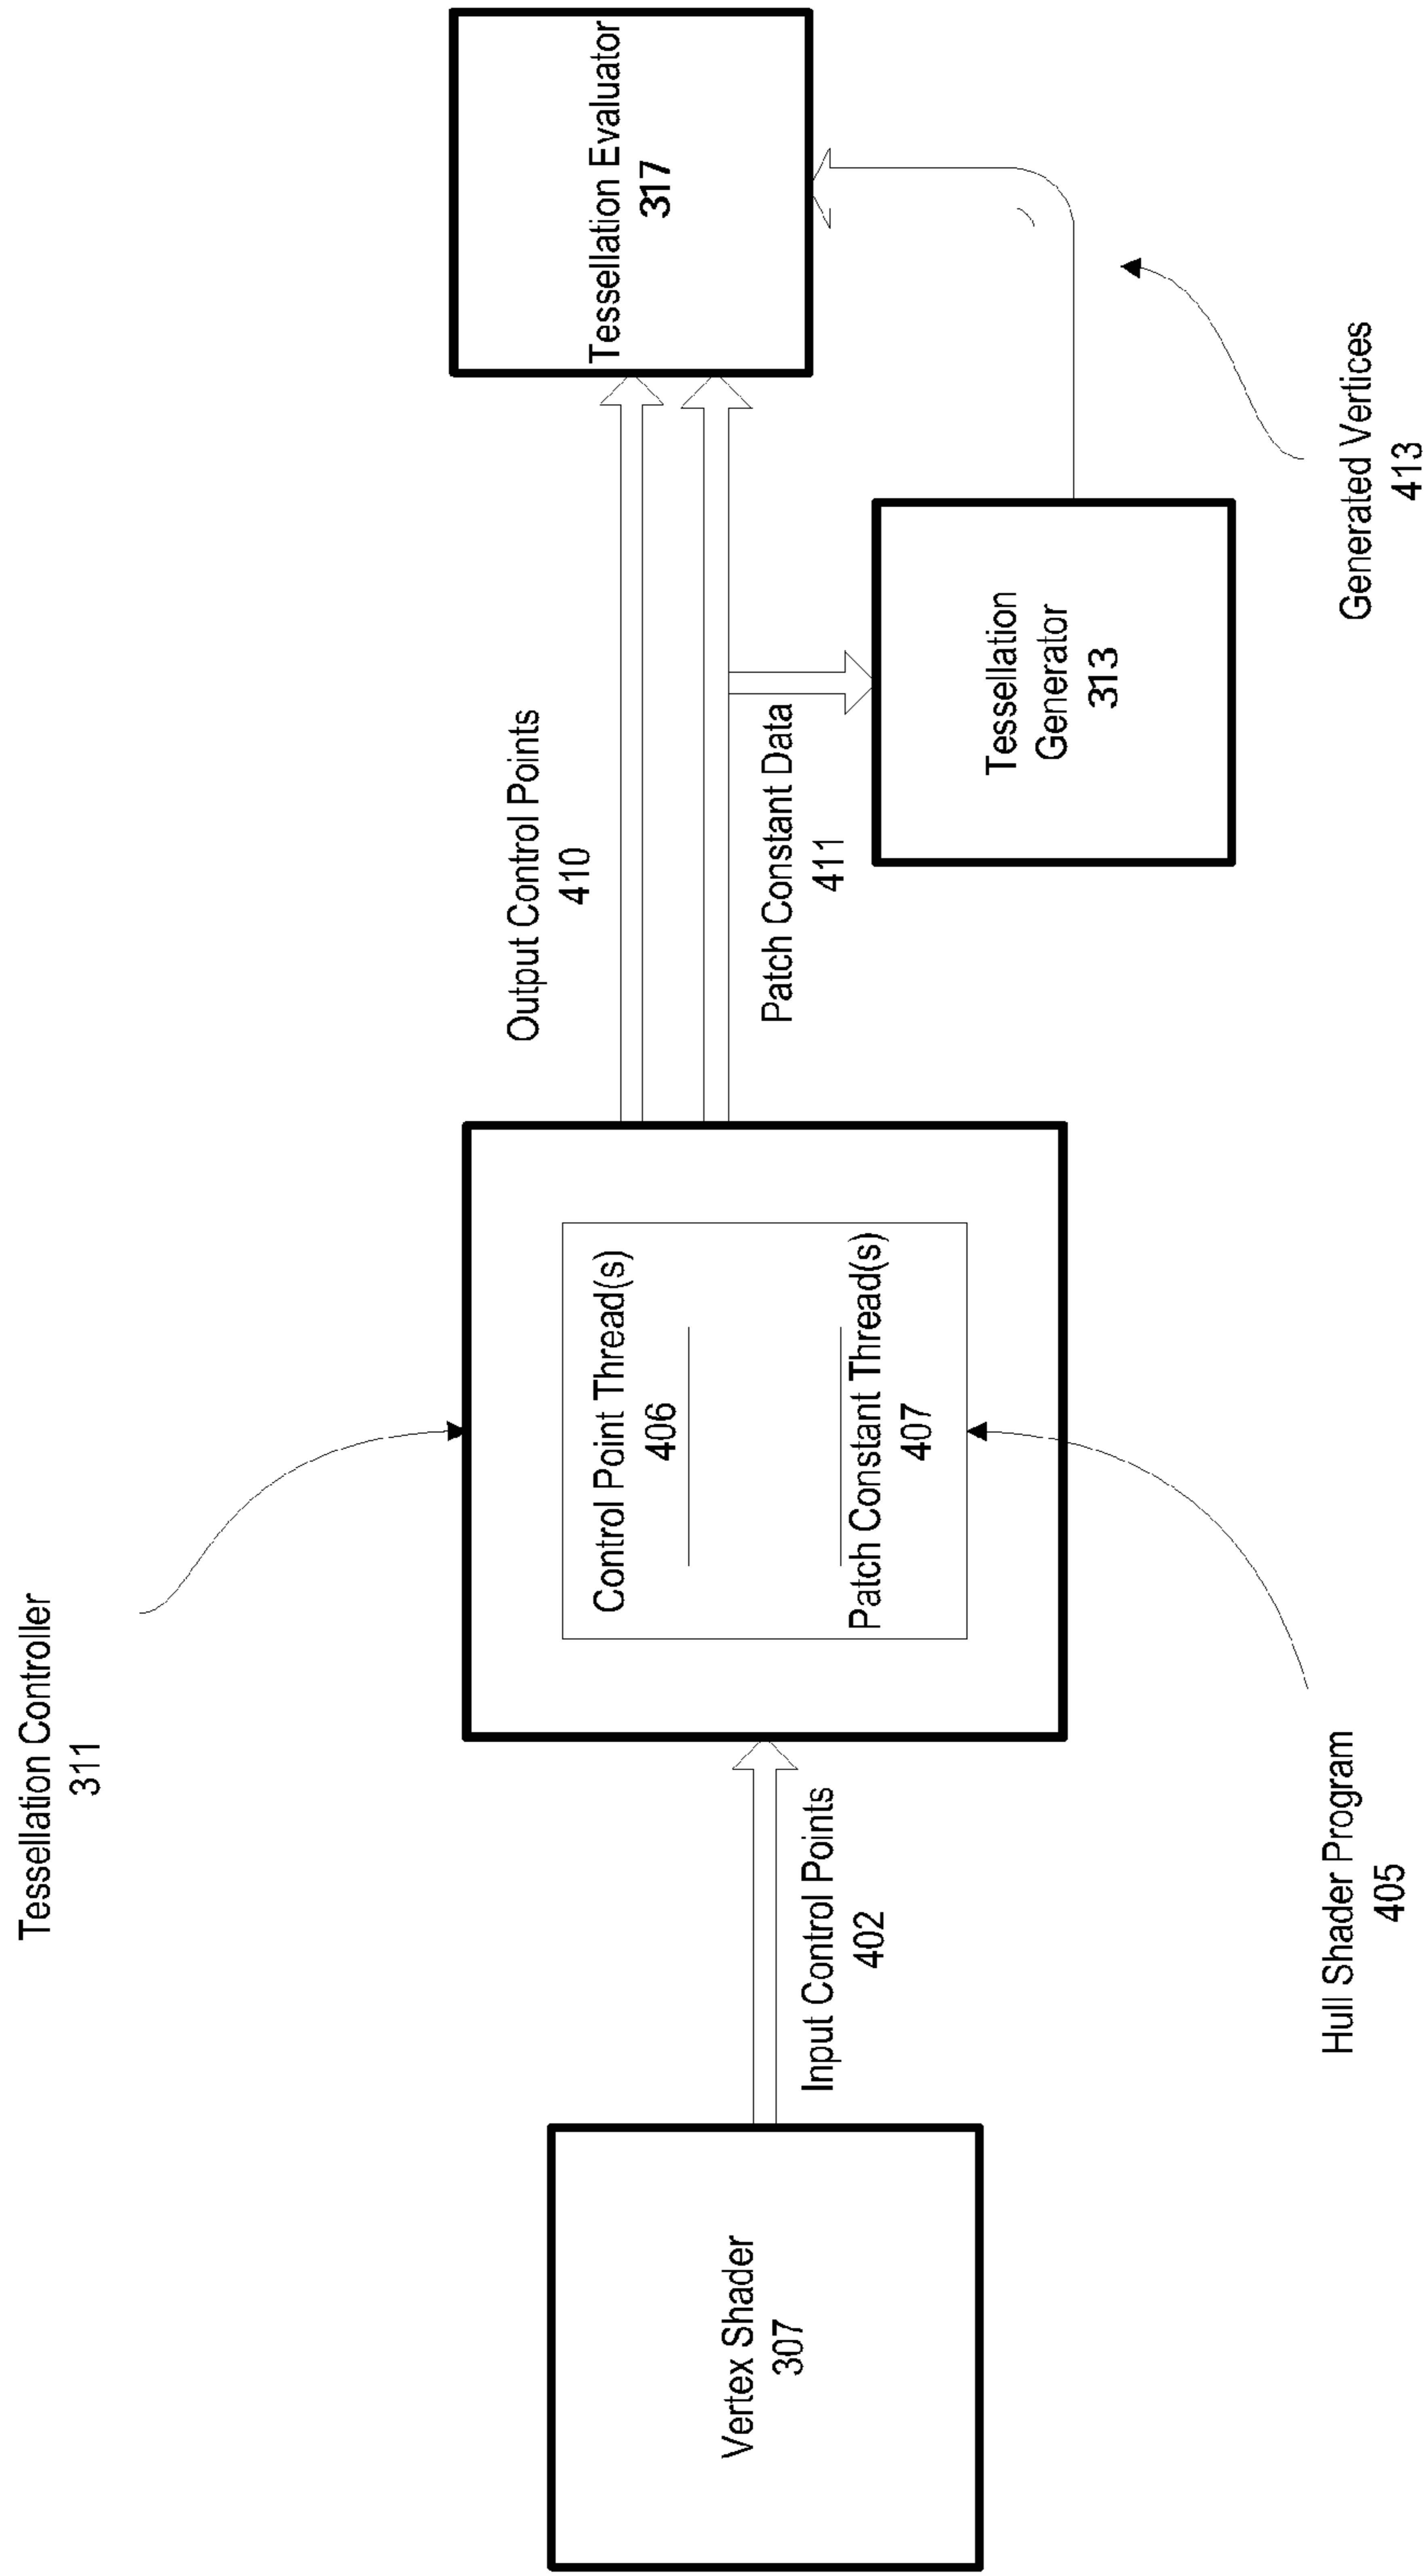 Tessellation Controller
311
Vertex Shader
307
Input Control Points
402
Control Point Thread(s)
406
Patch Constant Thread(s)
407
Hull Shader Program
405
Output Control Points
410
Patch Constant Data
411
Tessellation Evaluator
317
Tessellation
Generator
313
Generated Vertices
413